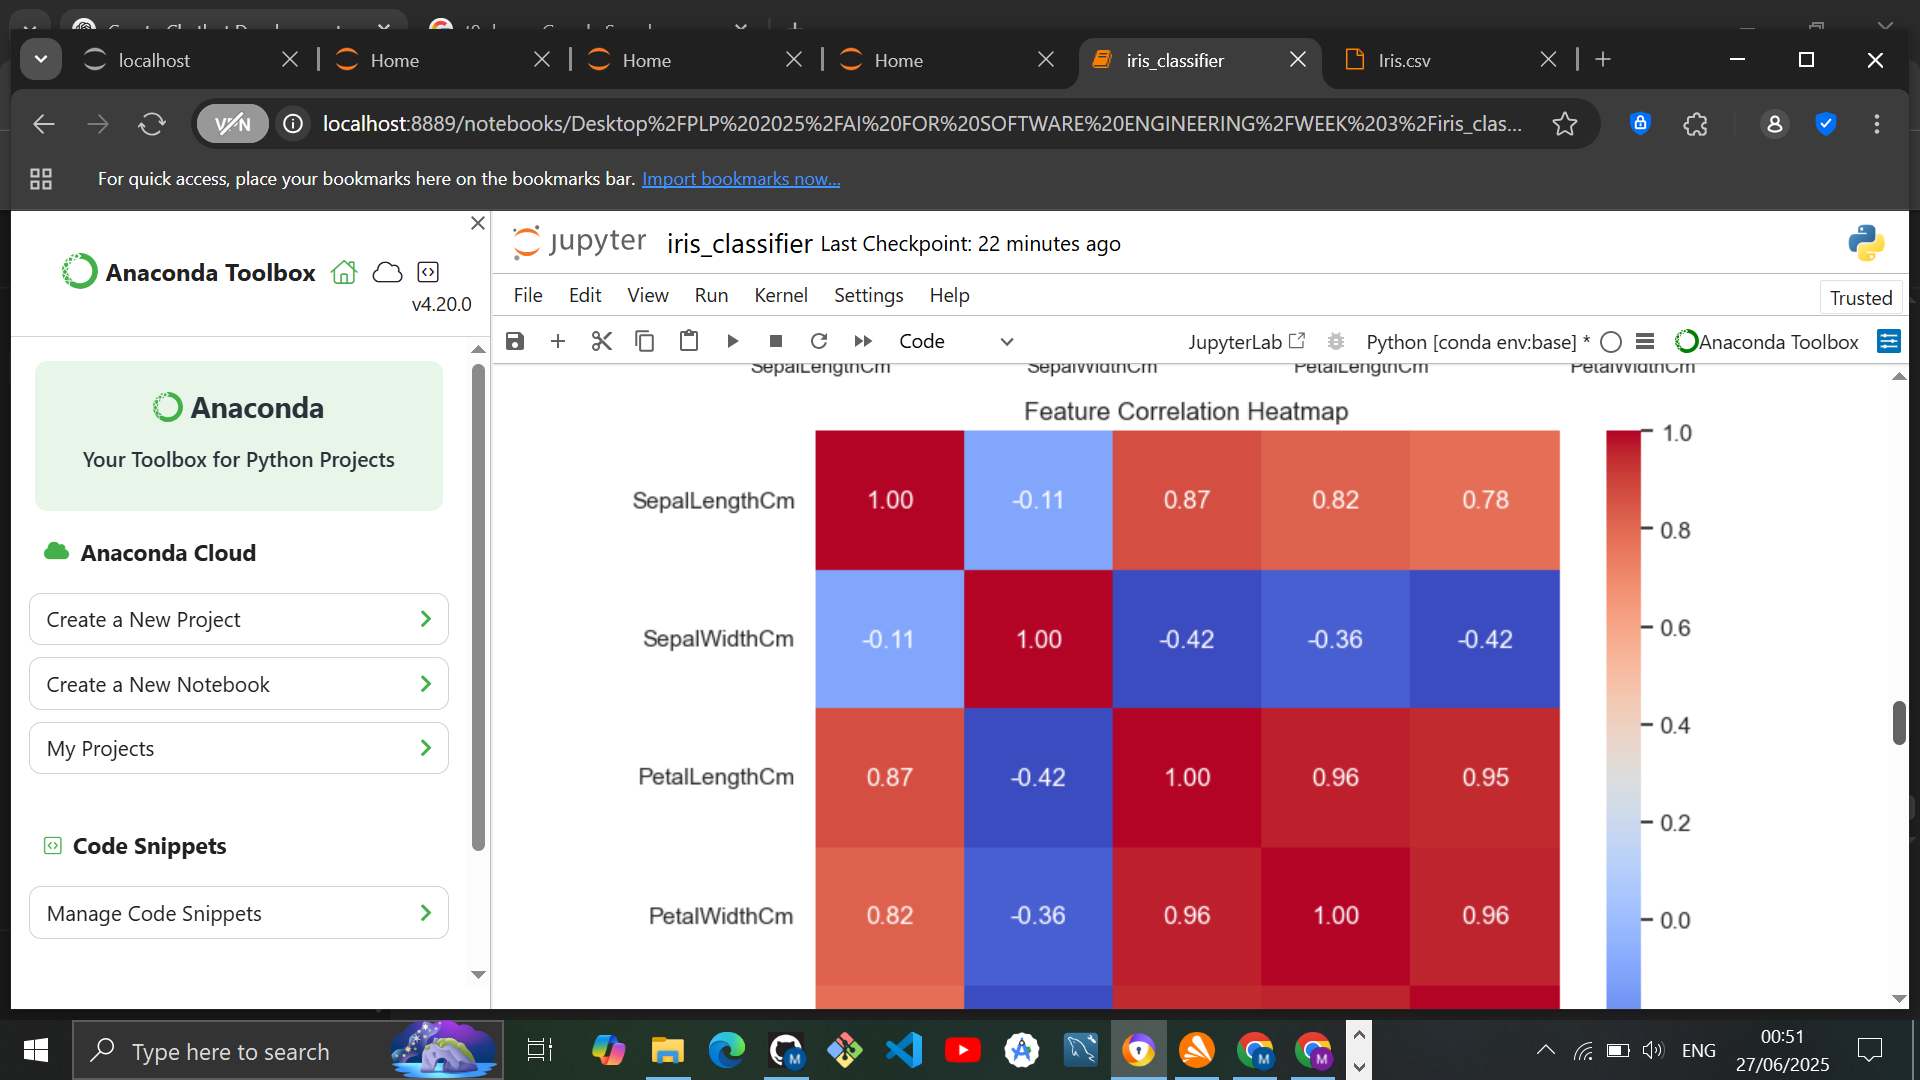 localhost
Home
Home
Home
iris_classifier
Iris.csv
VPN
localhost:8889/notebooks/Desktop%2FPLP%202025%2FAI%20FOR%20SOFTWARE%20ENGINEERING%2FWEEK%203%2Firis_clas...
For quick access, place your bookmarks here on the bookmarks bar. Import bookmarks now...
Anaconda Toolbox
v4.20.0
Anaconda
Your Toolbox for Python Projects
Anaconda Cloud
Create a New Project
Create a New Notebook
My Projects
Code Snippets
Manage Code Snippets
jupyter iris_classifier Last Checkpoint: 22 minutes ago
File Edit View Run Kernel Settings Help
Trusted
Code
JupyterLab
Python [conda env:base] *
Anaconda Toolbox
SepalLengthCm SepalWidthCm PetalLengthCm PetalWidthCm
Feature Correlation Heatmap
SepalLengthCm 1.00 -0.11 0.87 0.82 0.78
SepalWidthCm -0.11 1.00 -0.42 -0.36 -0.42
PetalLengthCm 0.87 -0.42 1.00 0.96 0.95
PetalWidthCm 0.82 -0.36 0.96 1.00 0.96
1.0
0.8
0.6
0.4
0.2
0.0
Type here to search
M
M
M
ENG
00:51
27/06/2025